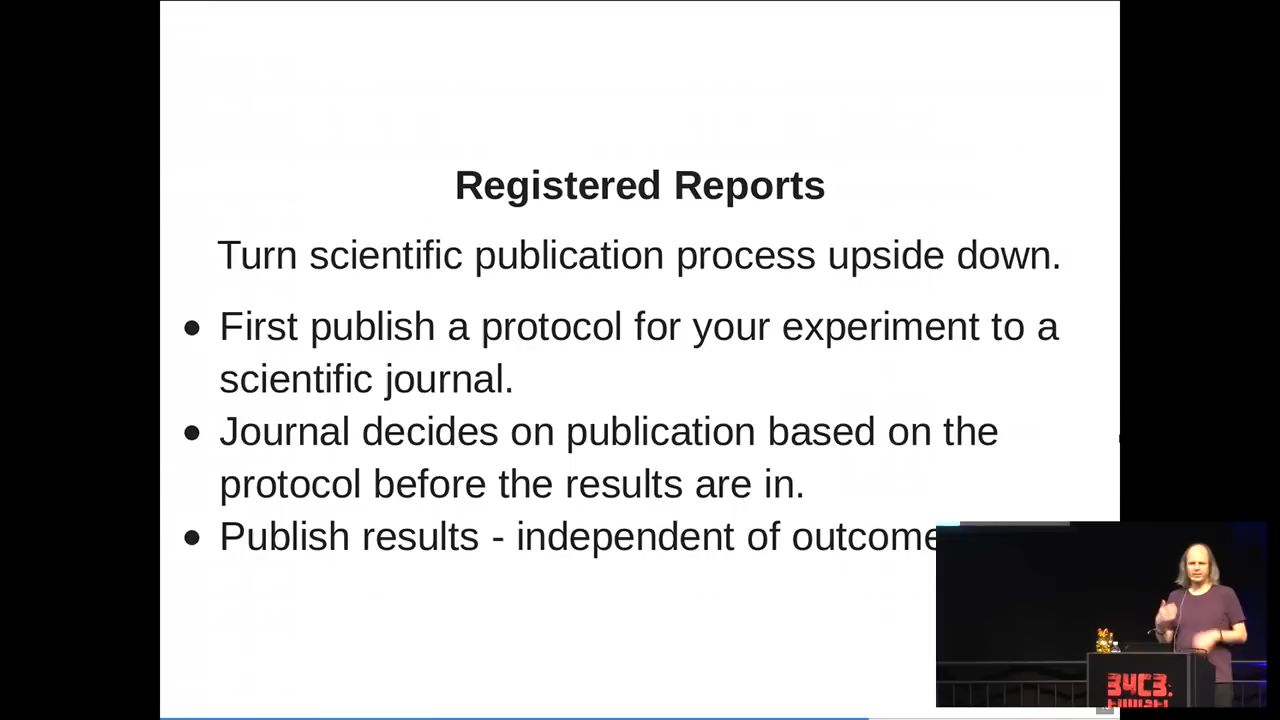 Registered Reports
Turn scientific publication process upside down.
• First publish a protocol for your experiment to a
scientific journal.
• Journal decides on publication based on the
protocol before the results are in.
• Publish results - independent of outcome
34C3.